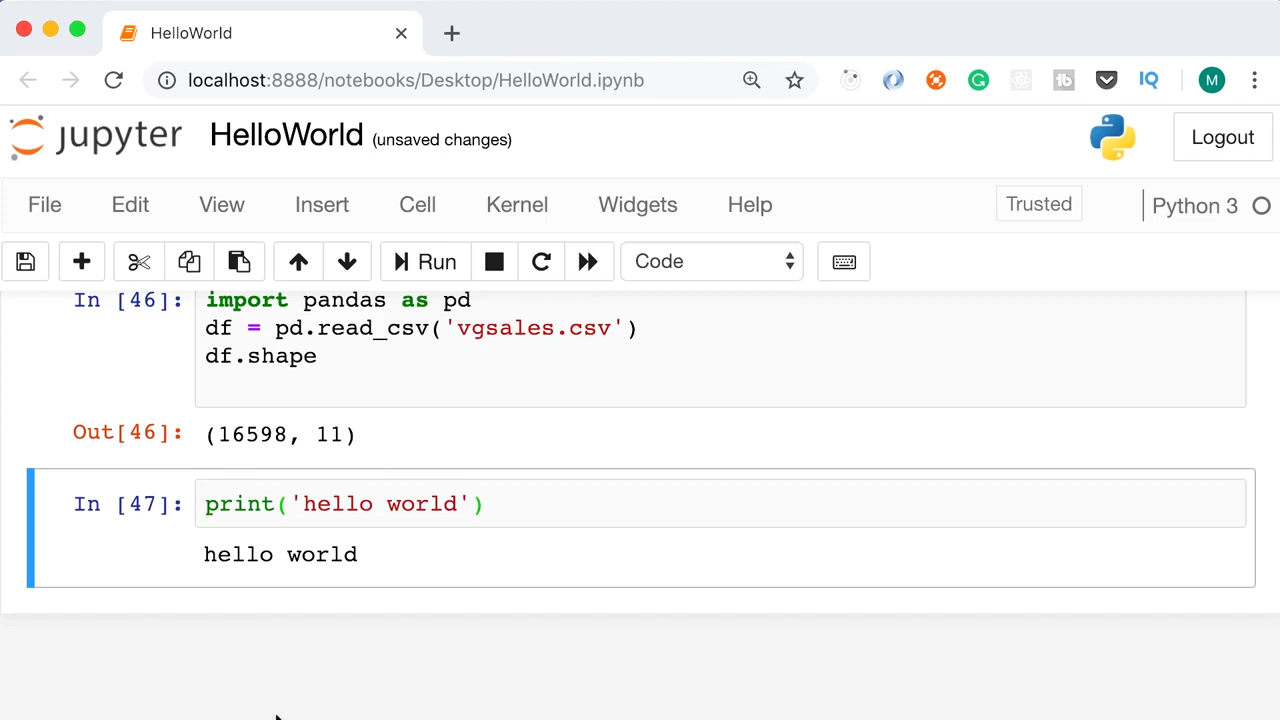 HelloWorld
localhost:8888/notebooks/Desktop/HelloWorld.ipynb
G
tb
IQ
M
jupyter HelloWorld (unsaved changes)
Logout
File Edit View Insert Cell Kernel Widgets Help Trusted Python 3
Run Code
In [46]: import pandas as pd
df = pd.read_csv('vgsales.csv')
df.shape
Out[46]: (16598, 11)
In [47]: print('hello world')
hello world